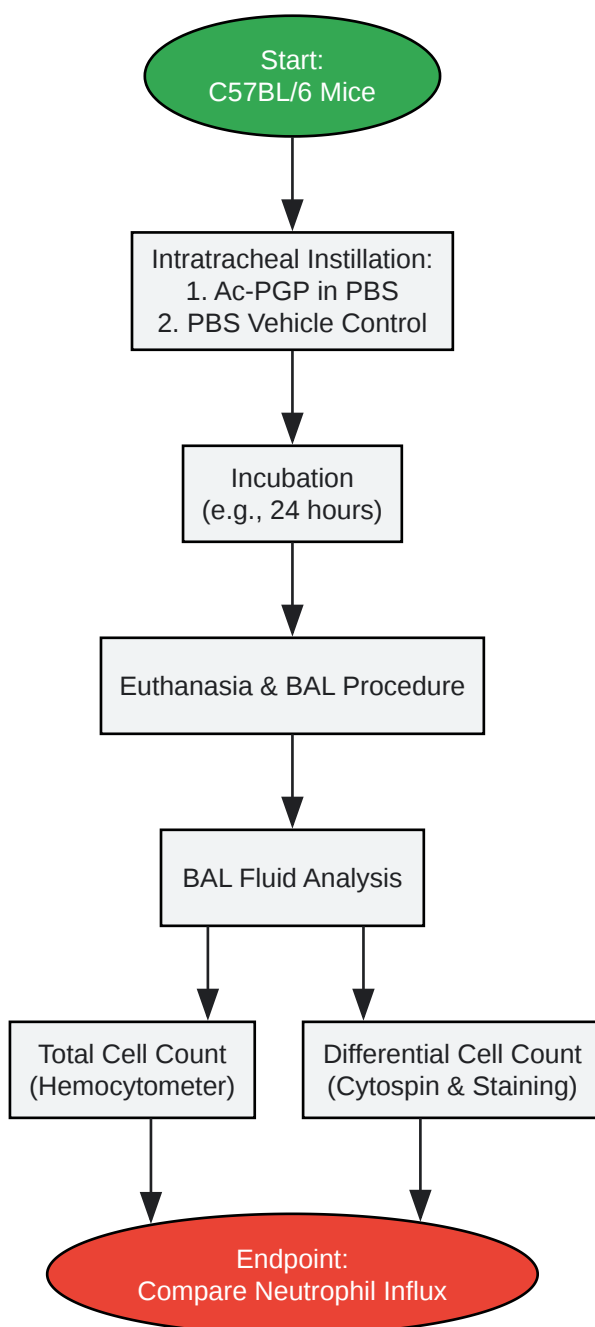 Start:
C57BL/6 Mice
Intratracheal Instillation:
1. Ac-PGP in PBS
2. PBS Vehicle Control
Incubation
(e.g., 24 hours)
Euthanasia & BAL Procedure
BAL Fluid Analysis
Total Cell Count
(Hemocytometer)
Differential Cell Count
(Cytospin & Staining)
Endpoint:
Compare Neutrophil Influx